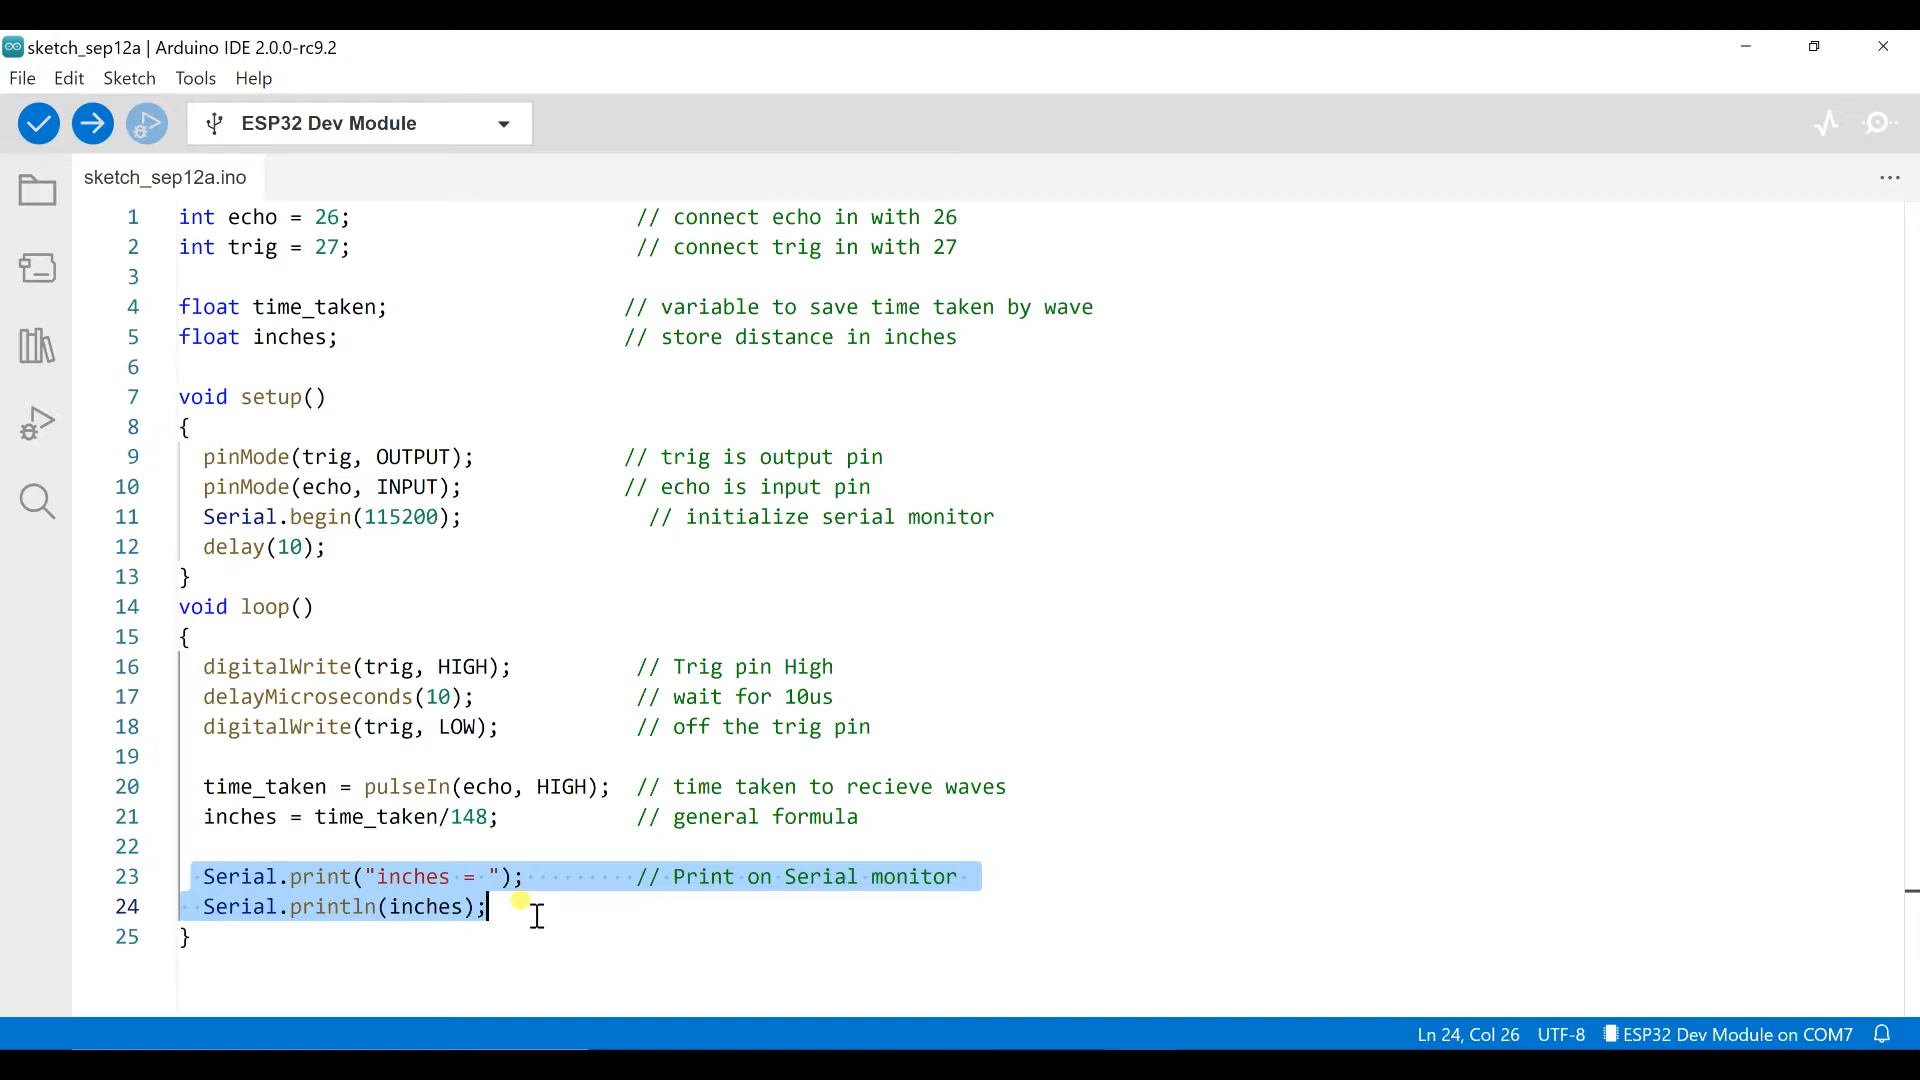 sketch_sep12a | Arduino IDE 2.0.0-rc9.2
File Edit Sketch Tools Help
ESP32 Dev Module
sketch_sep12a.ino
1 int echo = 26; // connect echo in with 26
2 int trig = 27; // connect trig in with 27
3
4 float time_taken; // variable to save time taken by wave
5 float inches; // store distance in inches
6
7 void setup()
8 {
9 pinMode(trig, OUTPUT); // trig is output pin
10 pinMode(echo, INPUT); // echo is input pin
11 Serial.begin(115200); // initialize serial monitor
12 delay(10);
13 }
14 void loop()
15 {
16 digitalWrite(trig, HIGH); // Trig pin High
17 delayMicroseconds(10); // wait for 10us
18 digitalWrite(trig, LOW); // off the trig pin
19
20 time_taken = pulseIn(echo, HIGH); // time taken to recieve waves
21 inches = time_taken/148; // general formula
22
23 Serial.print("inches = "); // Print on Serial monitor
24 Serial.println(inches);
25 }
Ln 24, Col 26 UTF-8 ESP32 Dev Module on COM7